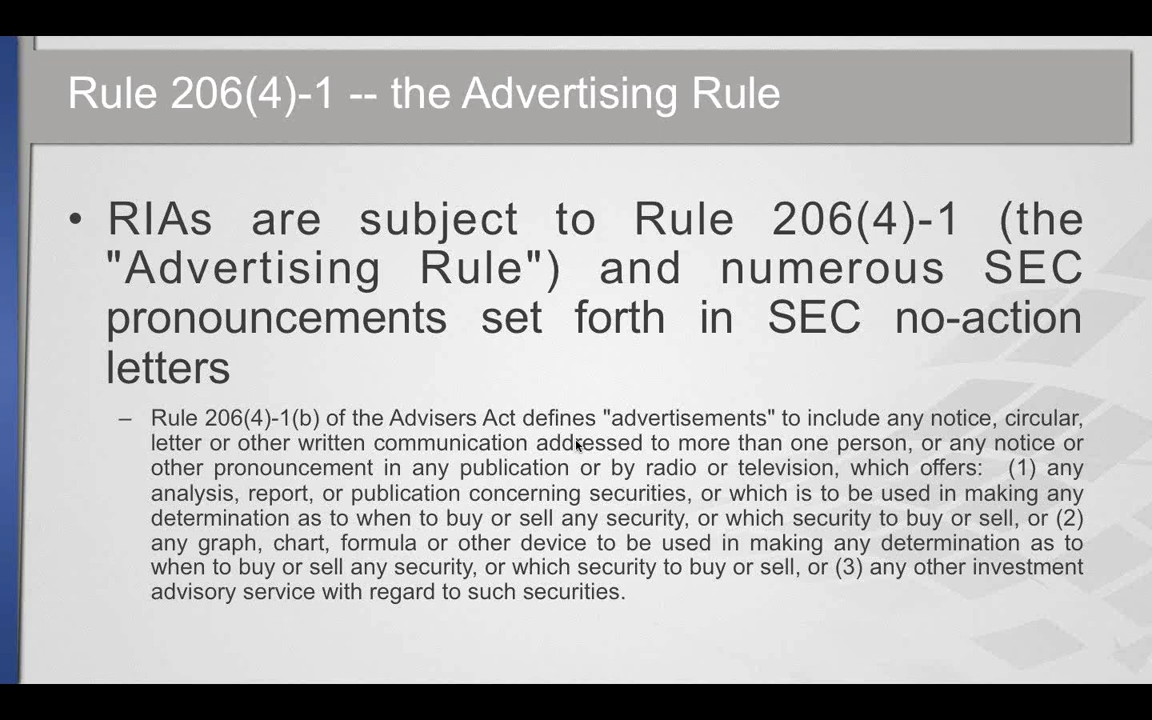 Rule 206(4)-1 -- the Advertising Rule
• RIAs are subject to Rule 206(4)-1 (the
"Advertising Rule") and numerous SEC
pronouncements set forth in SEC no-action
letters
– Rule 206(4)-1(b) of the Advisers Act defines "advertisements" to include any notice, circular,
letter or other written communication addressed to more than one person, or any notice or
other pronouncement in any publication or by radio or television, which offers: (1) any
analysis, report, or publication concerning securities, or which is to be used in making any
determination as to when to buy or sell any security, or which security to buy or sell, or (2)
any graph, chart, formula or other device to be used in making any determination as to
when to buy or sell any security, or which security to buy or sell, or (3) any other investment
advisory service with regard to such securities.